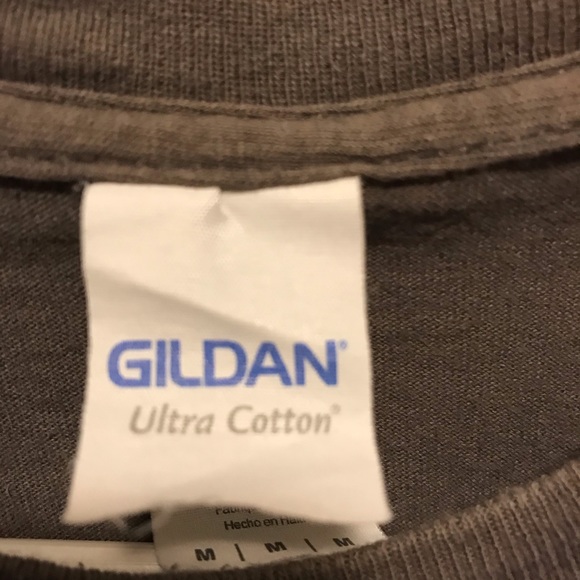 GILDAN®
Ultra Cotton®
Hecho en
M | M | M